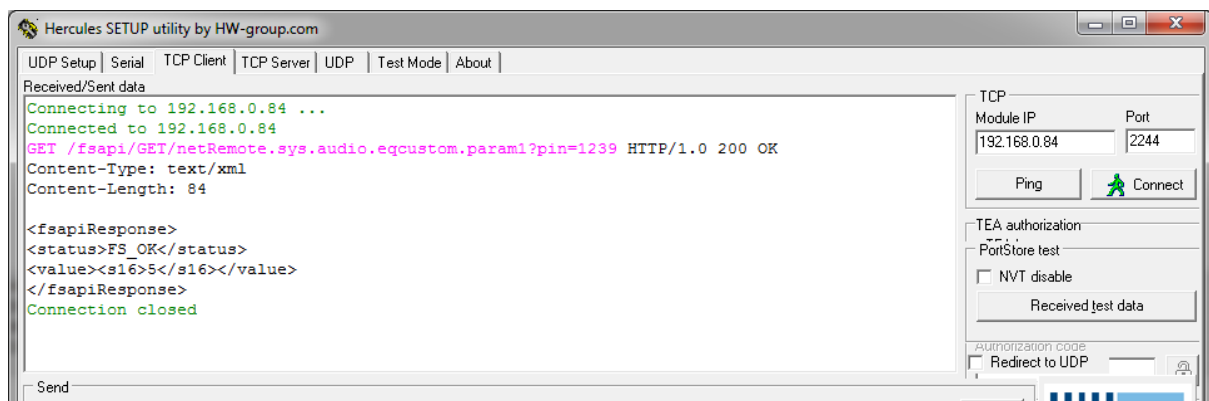 Hercules SETUP utility by HW-group.com
UDP Setup Serial TCP Client TCP Server UDP Test Mode About
Received/Sent data
Connecting to 192.168.0.84 ...
Connected to 192.168.0.84
GET /fsapi/GET/netRemote.sys.audio.eqcustom.param1?pin=1239 HTTP/1.0 200 OK
Content-Type: text/xml
Content-Length: 84
<fsapiResponse>
<status>FS_OK</status>
<value><s16>5</s16></value>
</fsapiResponse>
Connection closed
Send
TCP
Module IP Port
192.168.0.84 2244
Ping Connect
TEA authorization
PortStore test
NVT disable
Received test data
Authorization code
Redirect to UDP